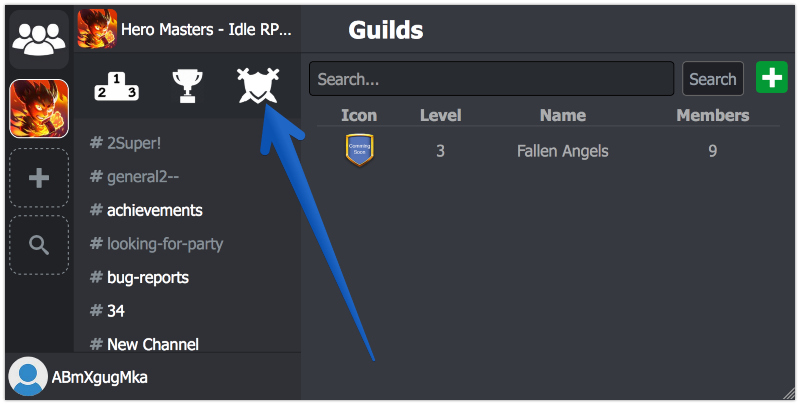 Hero Masters - Idle RP...
1
2 3
# 2Super!
# general2--
# achievements
# looking-for-party
# bug-reports
# 34
# New Channel
ABmXgugMka
Guilds
Search...
Search
Icon Level Name Members
Comming
Soon
3 Fallen Angels 9